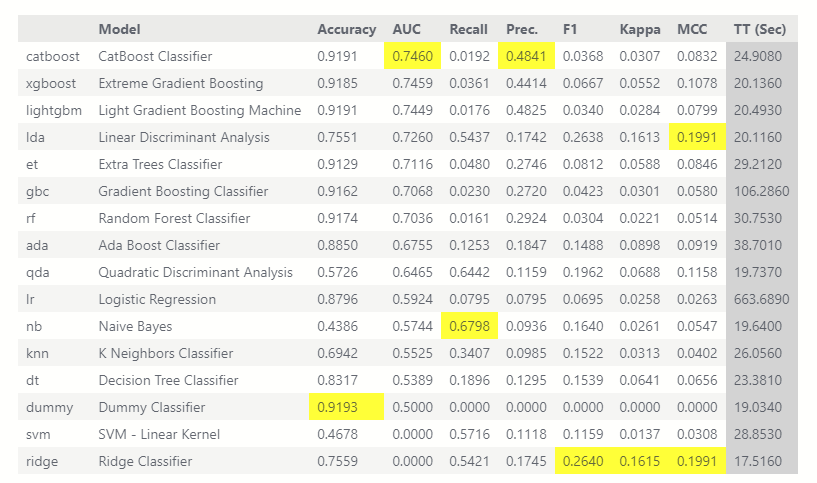 Model Accuracy AUC Recall Prec. F1 Kappa MCC TT (Sec)
catboost CatBoost Classifier 0.9191 0.7460 0.0192 0.4841 0.0368 0.0307 0.0832 24.9080
xgboost Extreme Gradient Boosting 0.9185 0.7459 0.0361 0.4414 0.0667 0.0552 0.1078 20.1360
lightgbm Light Gradient Boosting Machine 0.9191 0.7449 0.0176 0.4825 0.0340 0.0284 0.0799 20.4930
lda Linear Discriminant Analysis 0.7551 0.7260 0.5437 0.1742 0.2638 0.1613 0.1991 20.1160
et Extra Trees Classifier 0.9129 0.7116 0.0480 0.2746 0.0812 0.0588 0.0846 29.2120
gbc Gradient Boosting Classifier 0.9162 0.7068 0.0230 0.2720 0.0423 0.0301 0.0580 106.2860
rf Random Forest Classifier 0.9174 0.7036 0.0161 0.2924 0.0304 0.0221 0.0514 30.7530
ada Ada Boost Classifier 0.8850 0.6755 0.1253 0.1847 0.1488 0.0898 0.0919 38.7010
qda Quadratic Discriminant Analysis 0.5726 0.6465 0.6442 0.1159 0.1962 0.0688 0.1158 19.7370
lr Logistic Regression 0.8796 0.5924 0.0795 0.0795 0.0695 0.0258 0.0263 663.6890
nb Naive Bayes 0.4386 0.5744 0.6798 0.0936 0.1640 0.0261 0.0547 19.6400
knn K Neighbors Classifier 0.6942 0.5525 0.3407 0.0985 0.1522 0.0313 0.0402 26.0560
dt Decision Tree Classifier 0.8317 0.5389 0.1896 0.1295 0.1539 0.0641 0.0656 23.3810
dummy Dummy Classifier 0.9193 0.5000 0.0000 0.0000 0.0000 0.0000 0.0000 19.0340
svm SVM - Linear Kernel 0.4678 0.0000 0.5716 0.1118 0.1159 0.0137 0.0308 28.8530
ridge Ridge Classifier 0.7559 0.0000 0.5421 0.1745 0.2640 0.1615 0.1991 17.5160